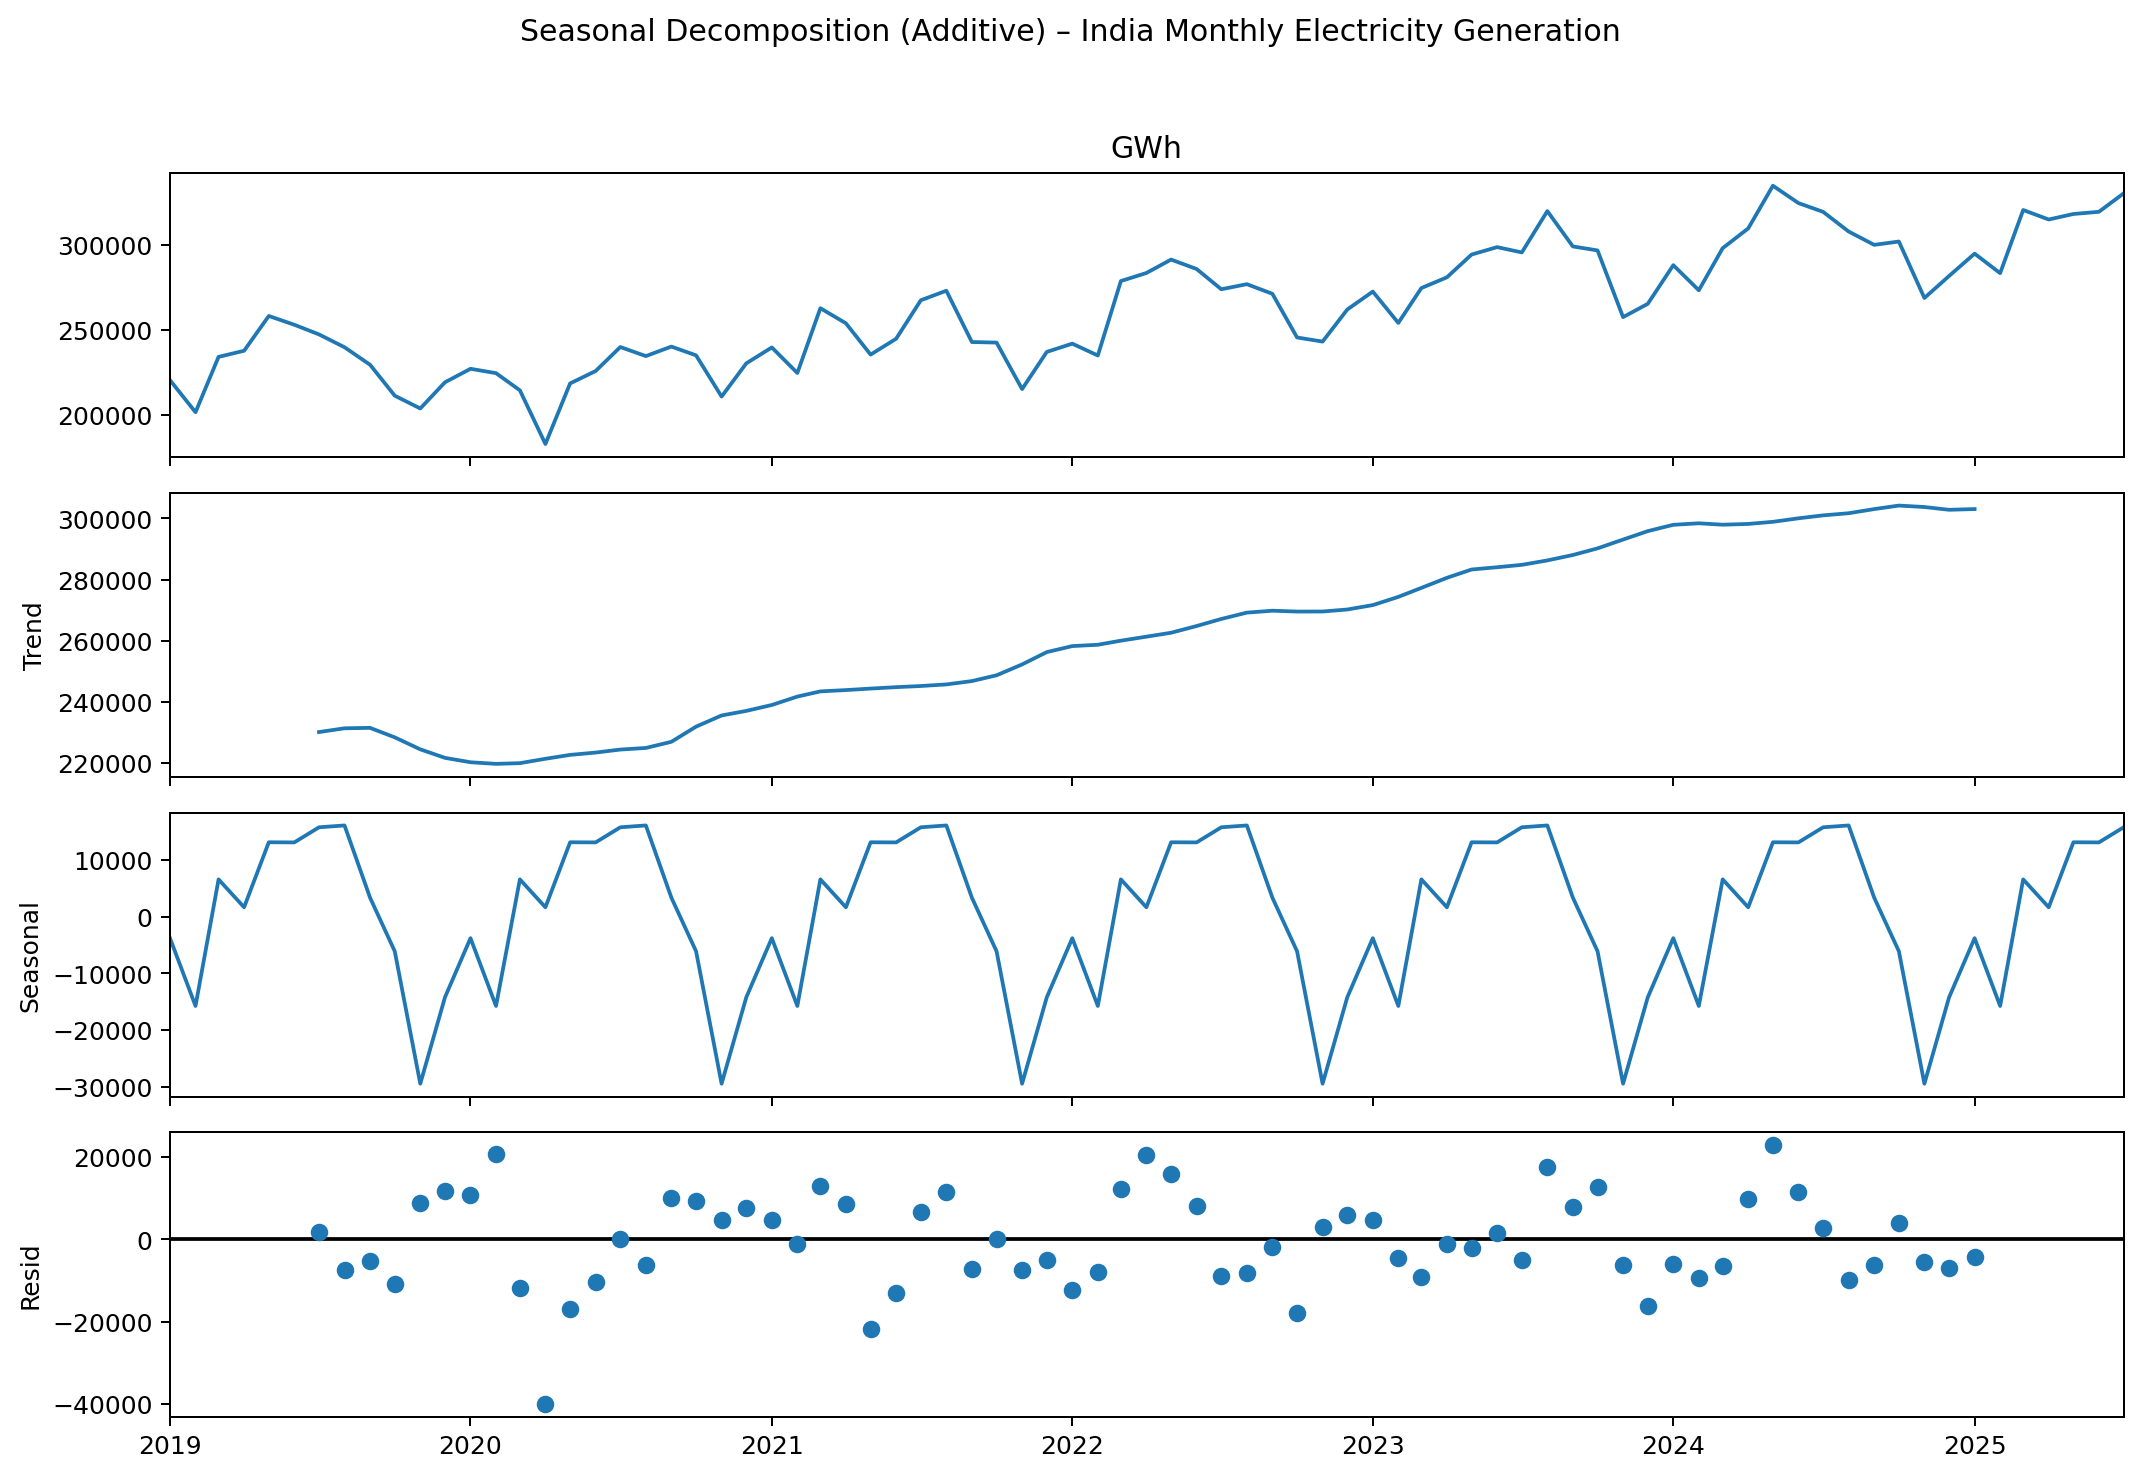 Seasonal Decomposition (Additive) – India Monthly Electricity Generation
GWh
300000
250000
200000
Trend
300000
280000
260000
240000
220000
Seasonal
10000
0
−10000
−20000
−30000
Resid
20000
0
−20000
−40000
2019 2020 2021 2022 2023 2024 2025